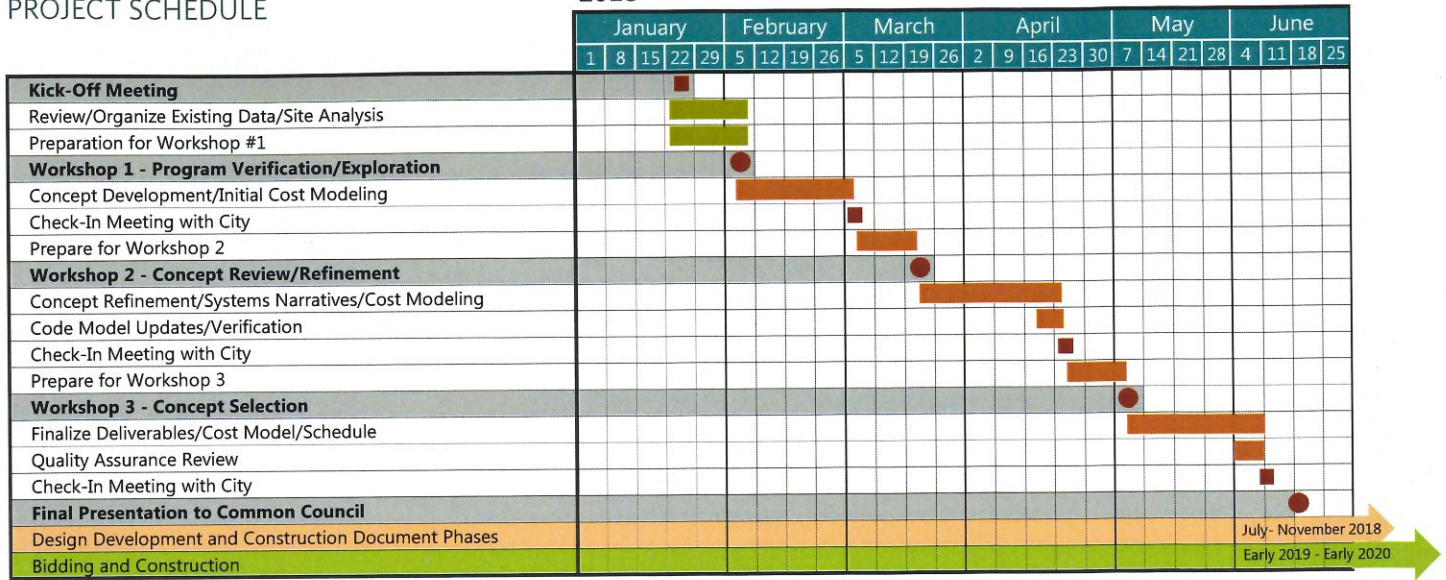 PROJECT SCHEDULE
January February March April May June
1 8 15 22 29 5 12 19 26 5 12 19 26 2 9 16 23 30 7 14 21 28 4 11 18 25
Kick-Off Meeting
Review/Organize Existing Data/Site Analysis
Preparation for Workshop #1
Workshop 1 - Program Verification/Exploration
Concept Development/Initial Cost Modeling
Check-In Meeting with City
Prepare for Workshop 2
Workshop 2 - Concept Review/Refinement
Concept Refinement/Systems Narratives/Cost Modeling
Code Model Updates/Verification
Check-In Meeting with City
Prepare for Workshop 3
Workshop 3 - Concept Selection
Finalize Deliverables/Cost Model/Schedule
Quality Assurance Review
Check-In Meeting with City
Final Presentation to Common Council
Design Development and Construction Document Phases July- November 2018
Bidding and Construction Early 2019 - Early 2020